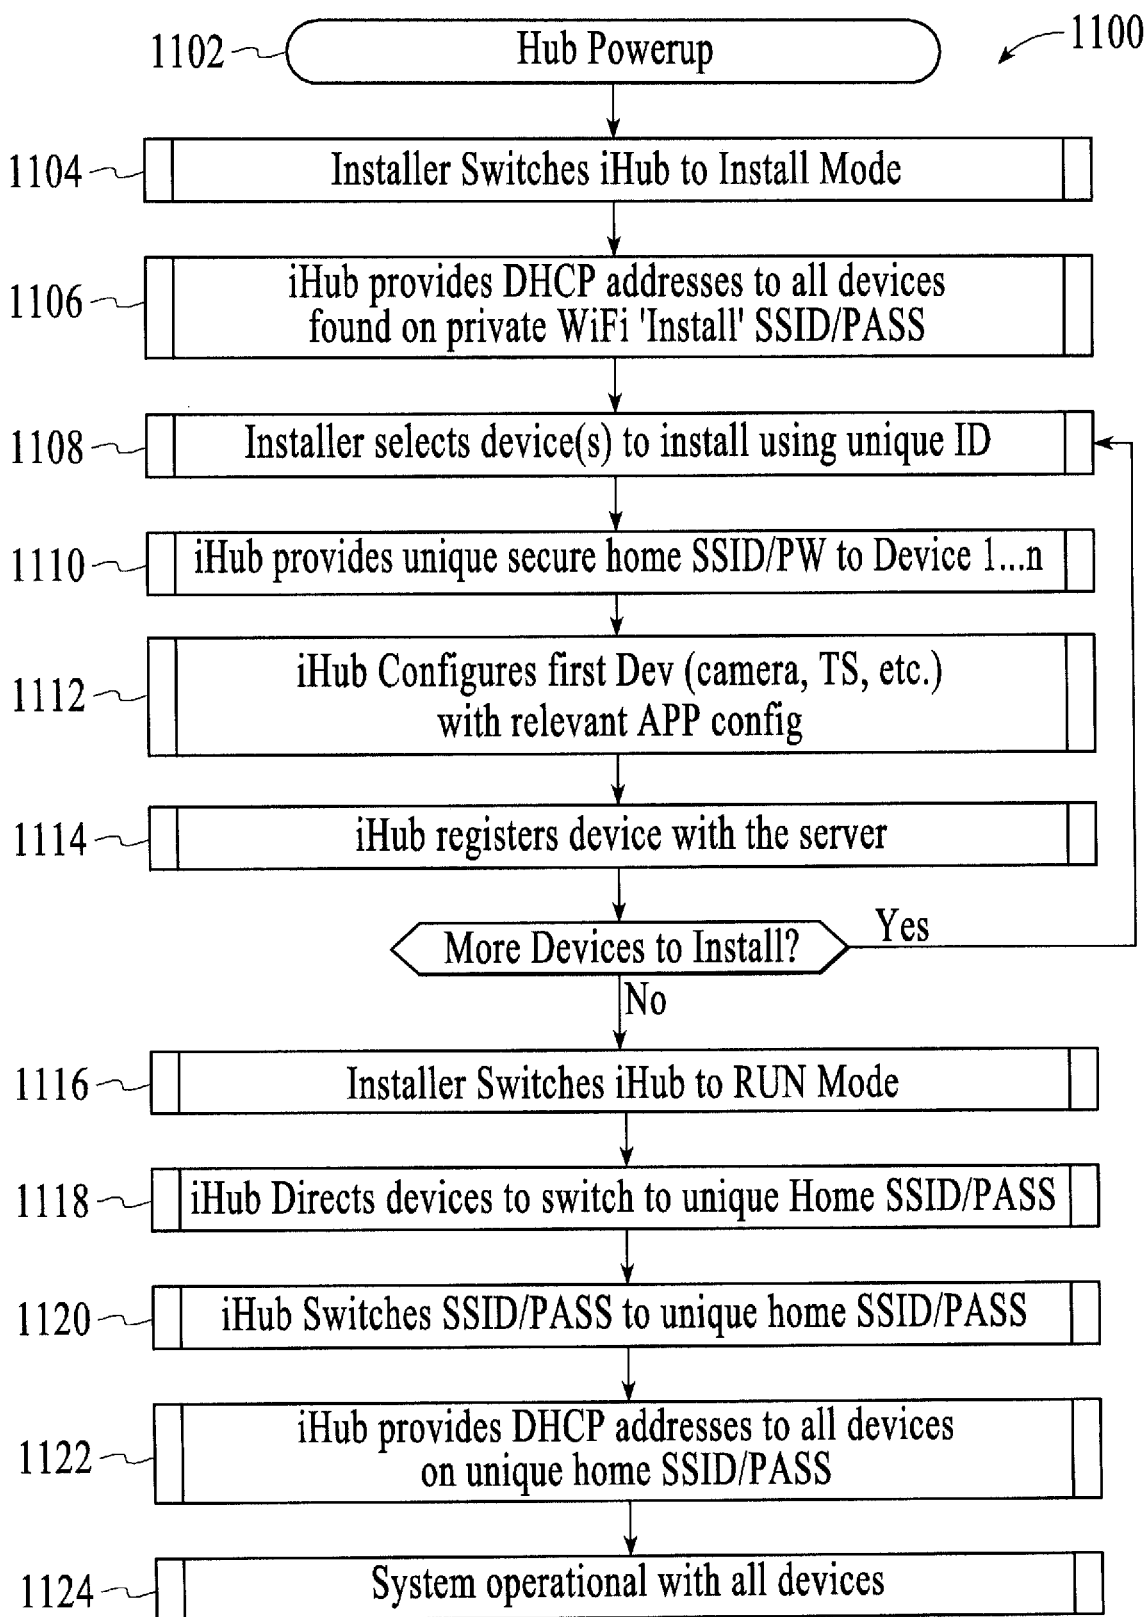 1100
1102
Hub Powerup
1104
Installer Switches iHub to Install Mode
1106
iHub provides DHCP addresses to all devices
found on private WiFi 'Install' SSID/PASS
1108
Installer selects device(s) to install using unique ID
1110
iHub provides unique secure home SSID/PW to Device 1...n
1112
iHub Configures first Dev (camera, TS, etc.)
with relevant APP config
1114
iHub registers device with the server
More Devices to Install?
Yes
No
1116
Installer Switches iHub to RUN Mode
1118
iHub Directs devices to switch to unique Home SSID/PASS
1120
iHub Switches SSID/PASS to unique home SSID/PASS
1122
iHub provides DHCP addresses to all devices
on unique home SSID/PASS
1124
System operational with all devices